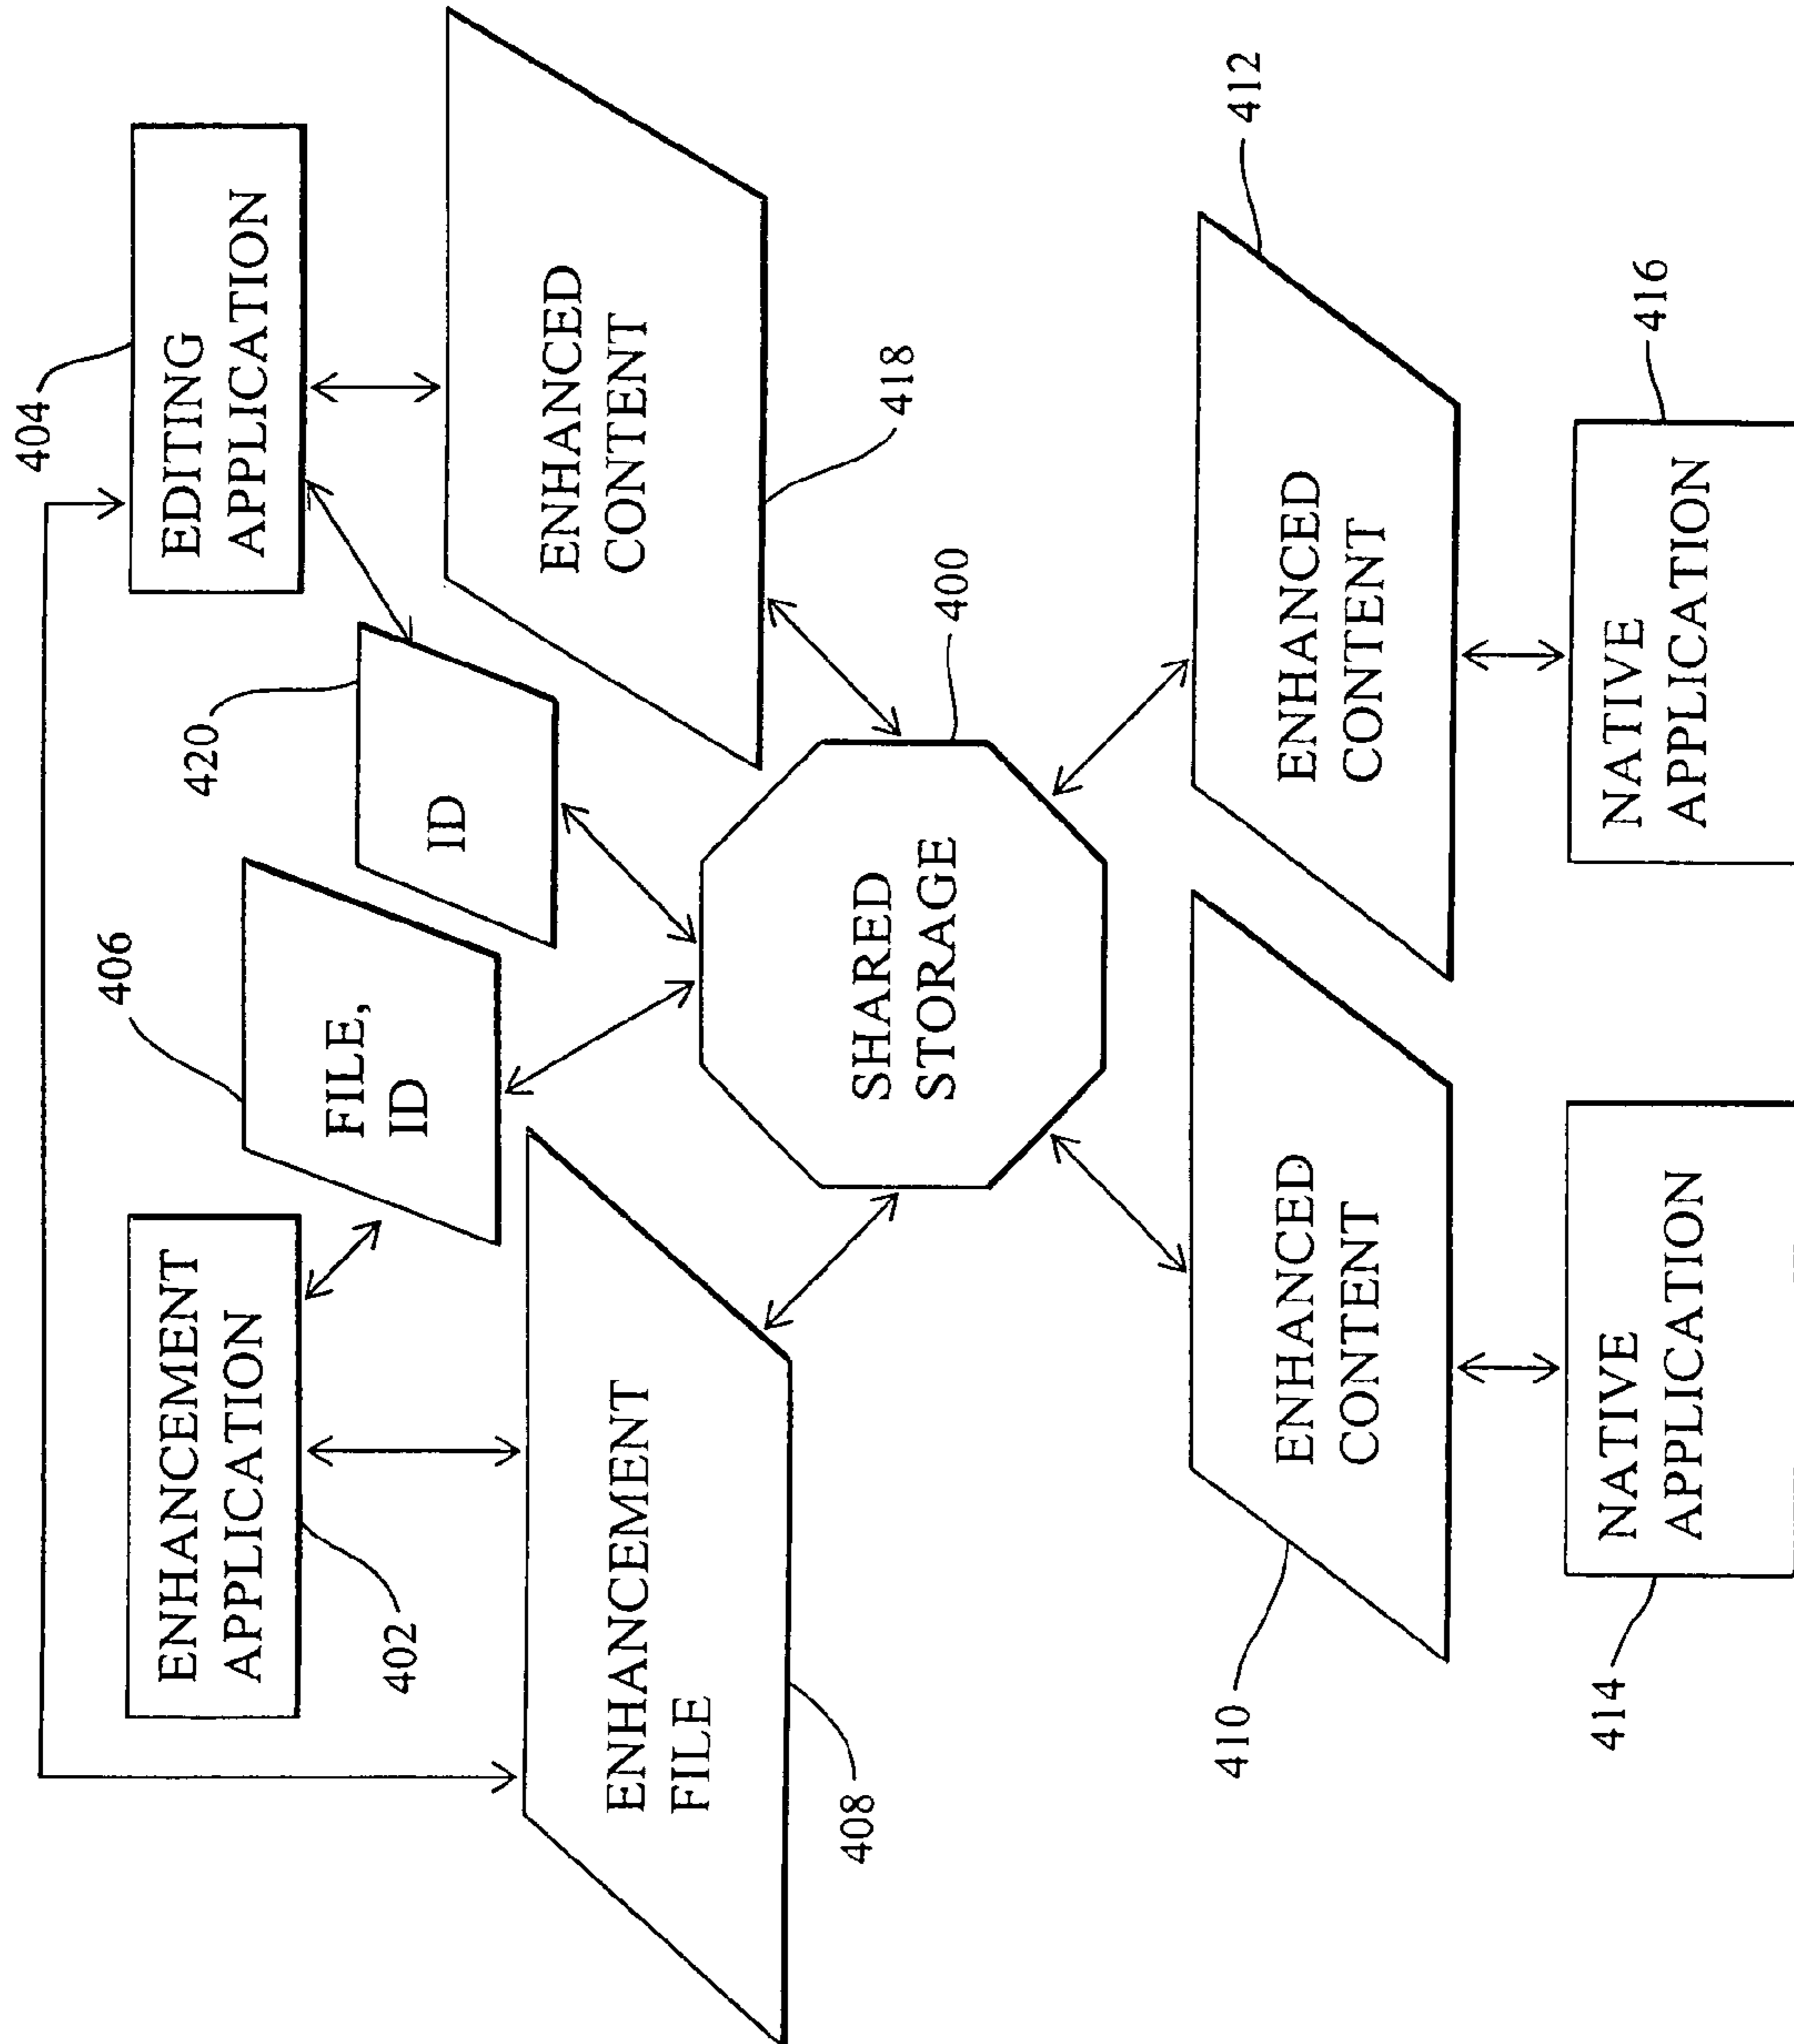 404
EDITING
APPLICATION
ENHANCED
CONTENT
418
412
ENHANCED
CONTENT
416
NATIVE
APPLICATION
420
ID
400
406
FILE,
ID
SHARED
STORAGE
ENHANCEMENT
APPLICATION
402
ENHANCEMENT
FILE
408
ENHANCED
CONTENT
410
NATIVE
APPLICATION
414